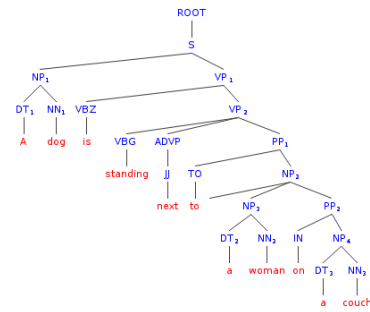 ROOT
S
NP₁ VP₁
DT₁ NN₁ VBZ VP₂
A dog is VBG ADVP PP₁
standing JJ TO NP₂
next to NP₃ PP₂
DT₂ NN₂ IN NP₄
a woman on DT₃ NN₃
a couch